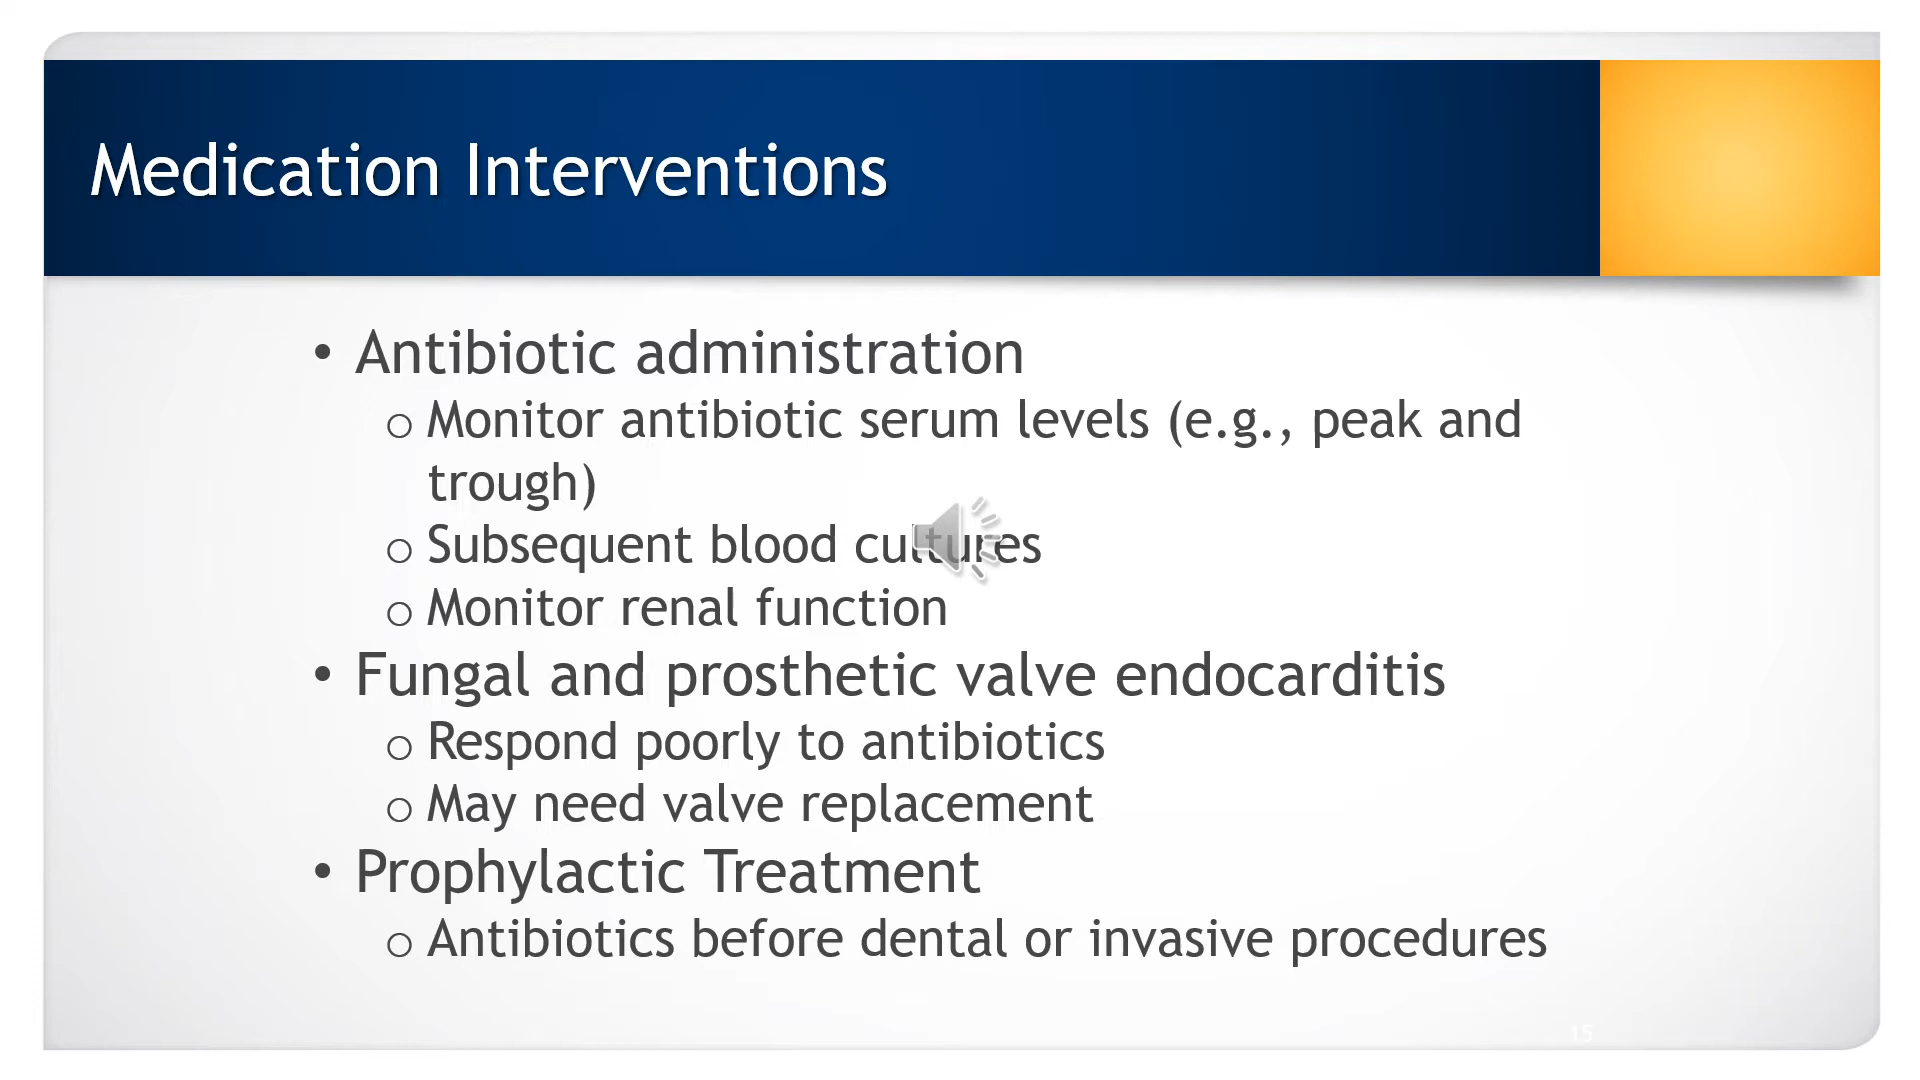 Medication Interventions
• Antibiotic administration
o Monitor antibiotic serum levels (e.g., peak and
trough)
o Subsequent blood cultures
o Monitor renal function
• Fungal and prosthetic valve endocarditis
o Respond poorly to antibiotics
o May need valve replacement
• Prophylactic Treatment
o Antibiotics before dental or invasive procedures
15